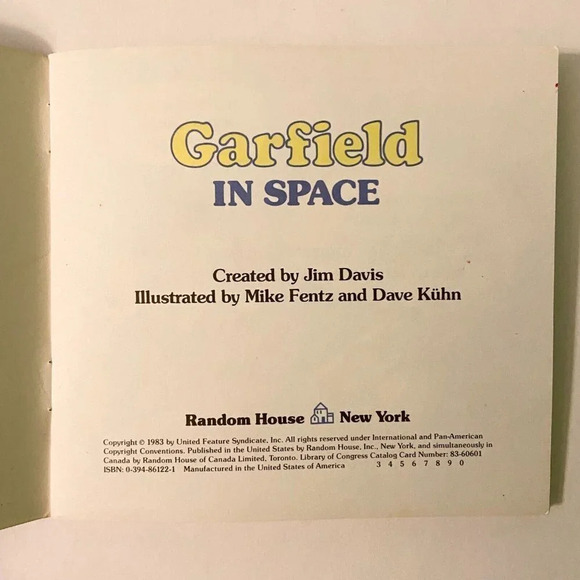 Garfield
IN SPACE
Created by Jim Davis
Illustrated by Mike Fentz and Dave Kühn
Random House New York
Copyright © 1983 by United Feature Syndicate, Inc. All rights reserved under International and Pan-American
Copyright Conventions. Published in the United States by Random House, Inc., New York, and simultaneously in
Canada by Random House of Canada Limited, Toronto. Library of Congress Catalog Card Number: 83-60601
ISBN: 0-394-86122-1 Manufactured in the United States of America 3 4 5 6 7 8 9 0